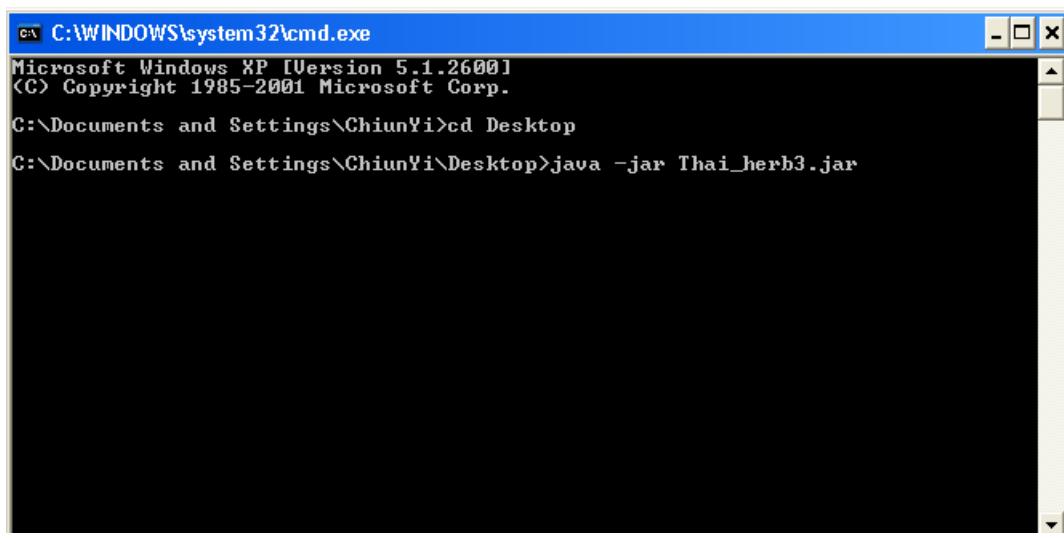 C:\WINDOWS\system32\cmd.exe
Microsoft Windows XP [Version 5.1.2600]
(C) Copyright 1985-2001 Microsoft Corp.
C:\Documents and Settings\ChiunYi>cd Desktop
C:\Documents and Settings\ChiunYi\Desktop>java -jar Thai_herb3.jar